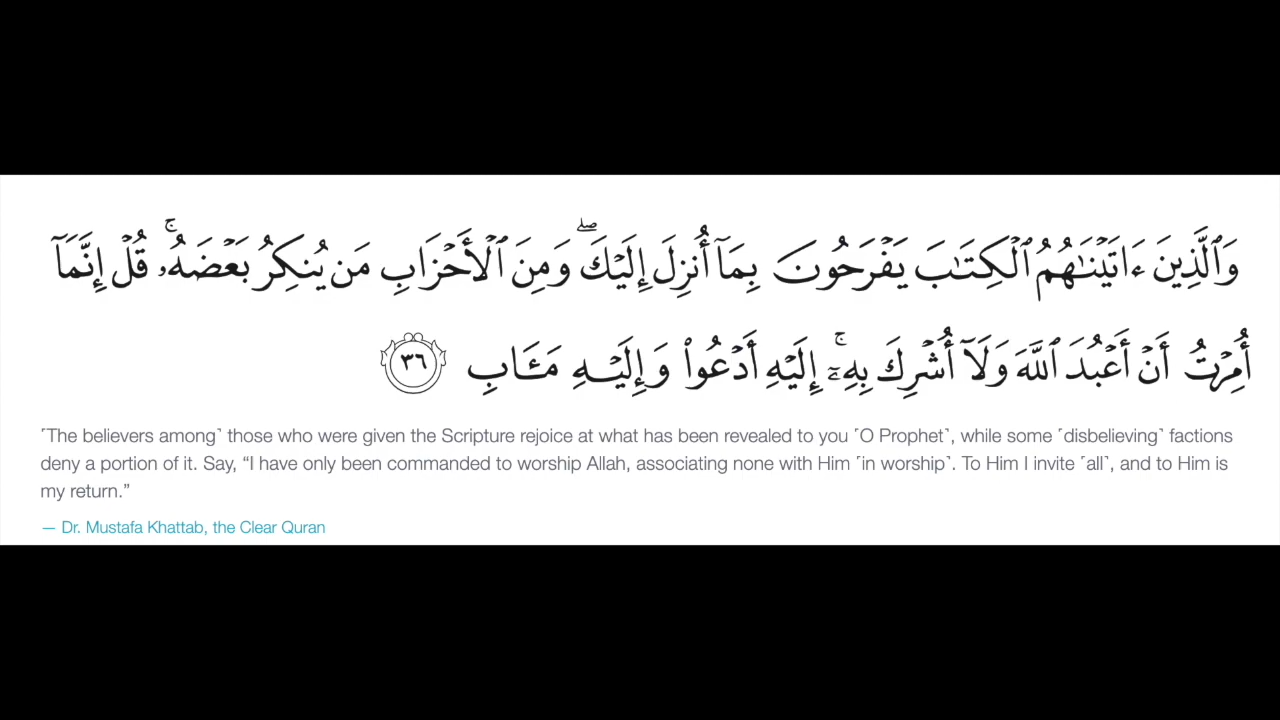 وَٱلَّذِينَ ءَاتَيْنَـٰهُمُ ٱلْكِتَـٰبَ يَفْرَحُونَ بِمَآ أُنزِلَ إِلَيْكَ ۖ وَمِنَ ٱلْأَحْزَابِ مَن يُنكِرُ بَعْضَهُۥ ۚ قُلْ إِنَّمَآ
أُمِرْتُ أَنْ أَعْبُدَ ٱللَّهَ وَلَآ أُشْرِكَ بِهِۦٓ ۚ إِلَيْهِ أَدْعُوا۟ وَإِلَيْهِ مَـَٔابِ ٣٦
˹The believers among˺ those who were given the Scripture rejoice at what has been revealed to you ˹O Prophet˺, while some ˹disbelieving˺ factions
deny a portion of it. Say, “I have only been commanded to worship Allah, associating none with Him ˹in worship˺. To Him I invite ˹all˺, and to Him is
my return.”
— Dr. Mustafa Khattab, the Clear Quran